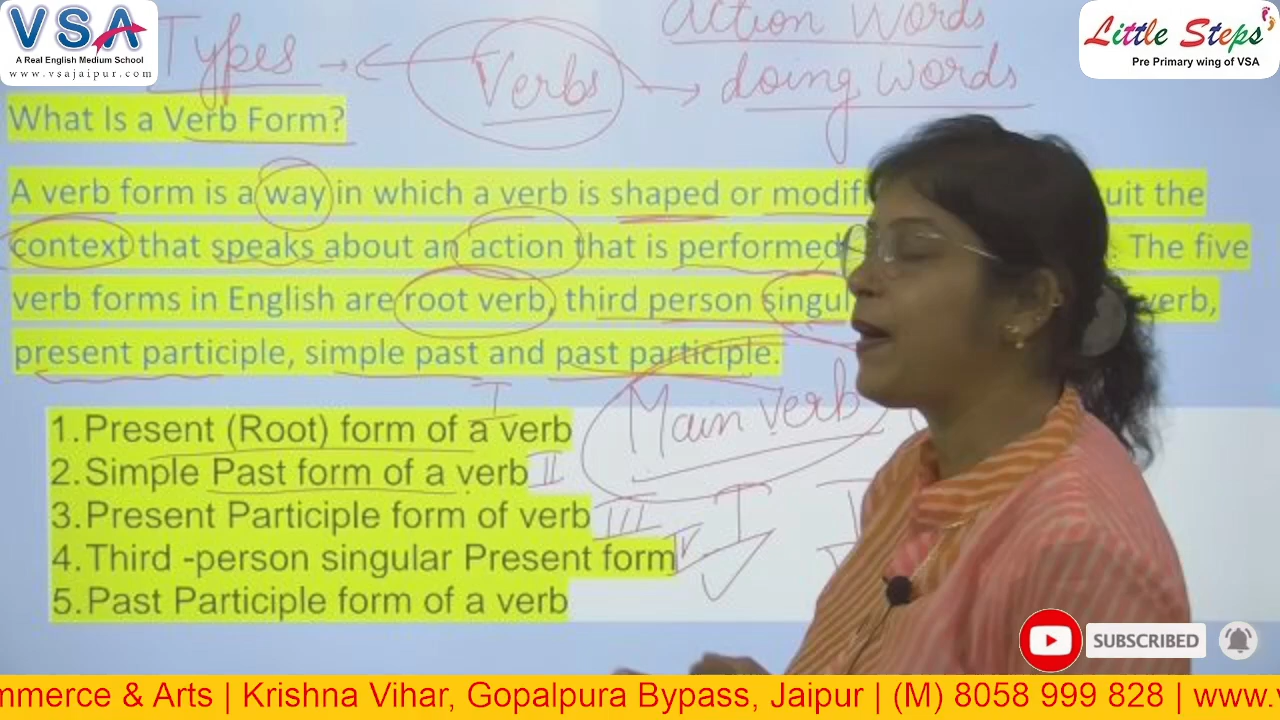 VSA
A Real English Medium School
www.vsajaipur.com
Types
Verbs
Action Words
doing words
Little Steps
Pre Primary wing of VSA
What Is a Verb Form?
A verb form is a way in which a verb is shaped or modif uit the
context that speaks about an action that is performed The five
verb forms in English are root verb, third person singul verb,
present participle, simple past and past participle.
I
Main verb
1.Present (Root) form of a verb
2.Simple Past form of a verb II
3.Present Participle form of verb III I
4.Third -person singular Present form IV
5.Past Participle form of a verb
SUBSCRIBED
mmerce & Arts | Krishna Vihar, Gopalpura Bypass, Jaipur | (M) 8058 999 828 | www.v